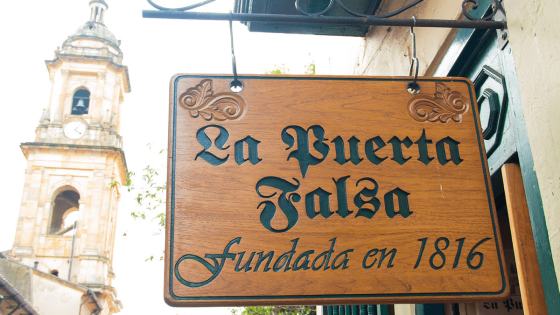 La Puerta
Falsa
Fundada en 1816